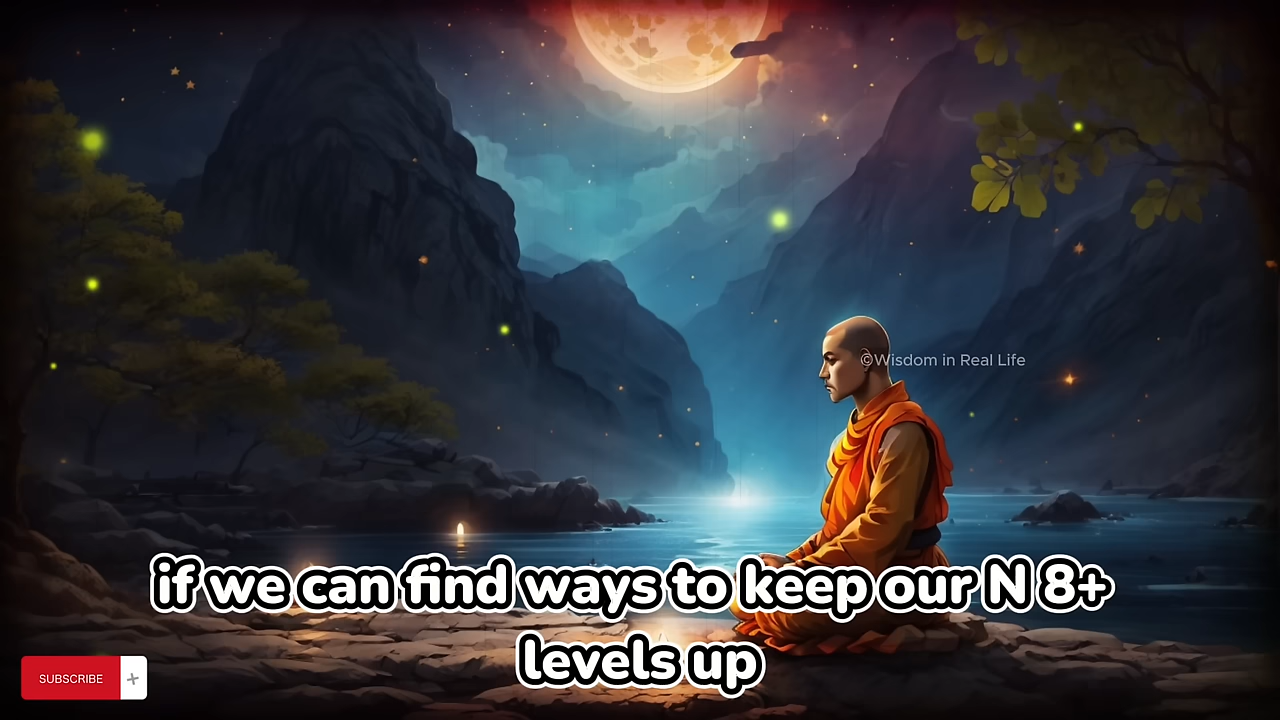 ©Wisdom in Real Life
if we can find ways to keep our N 8+
levels up
SUBSCRIBE +